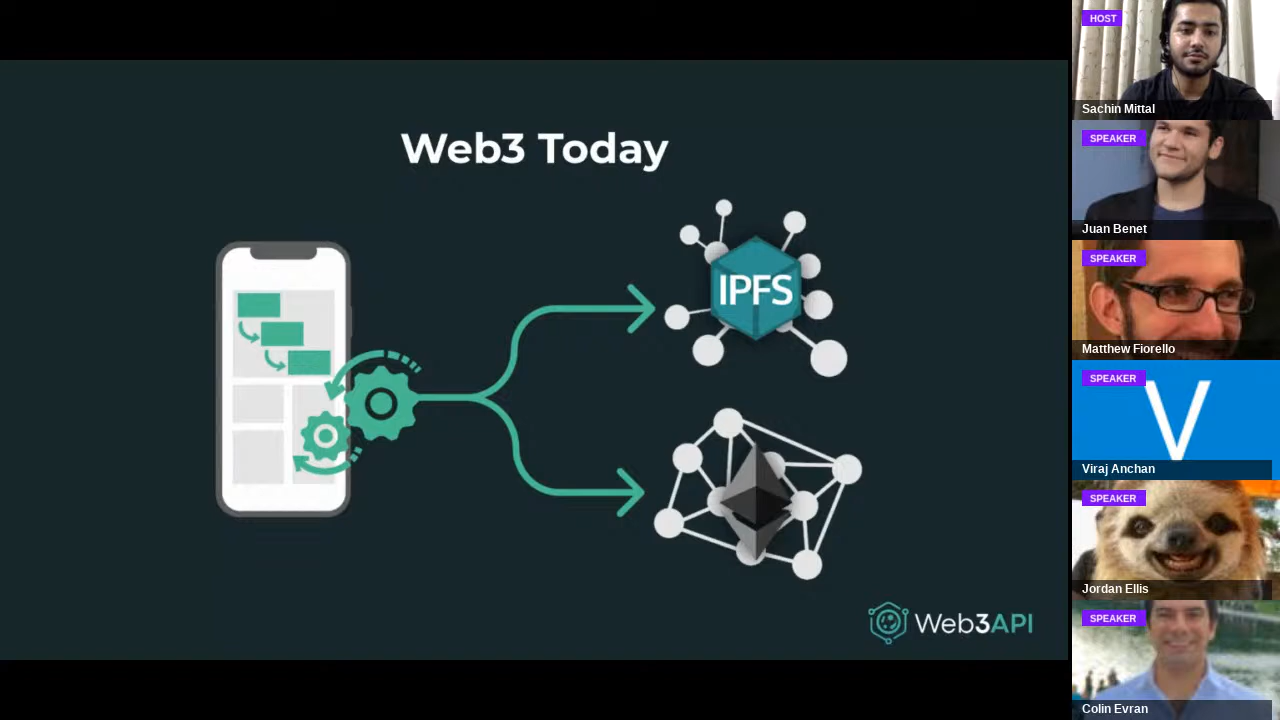 Web3 Today
IPFS
Web3API
HOST
Sachin Mittal
SPEAKER
Juan Benet
SPEAKER
Matthew Fiorello
SPEAKER
V
Viraj Anchan
SPEAKER
Jordan Ellis
SPEAKER
Colin Evran